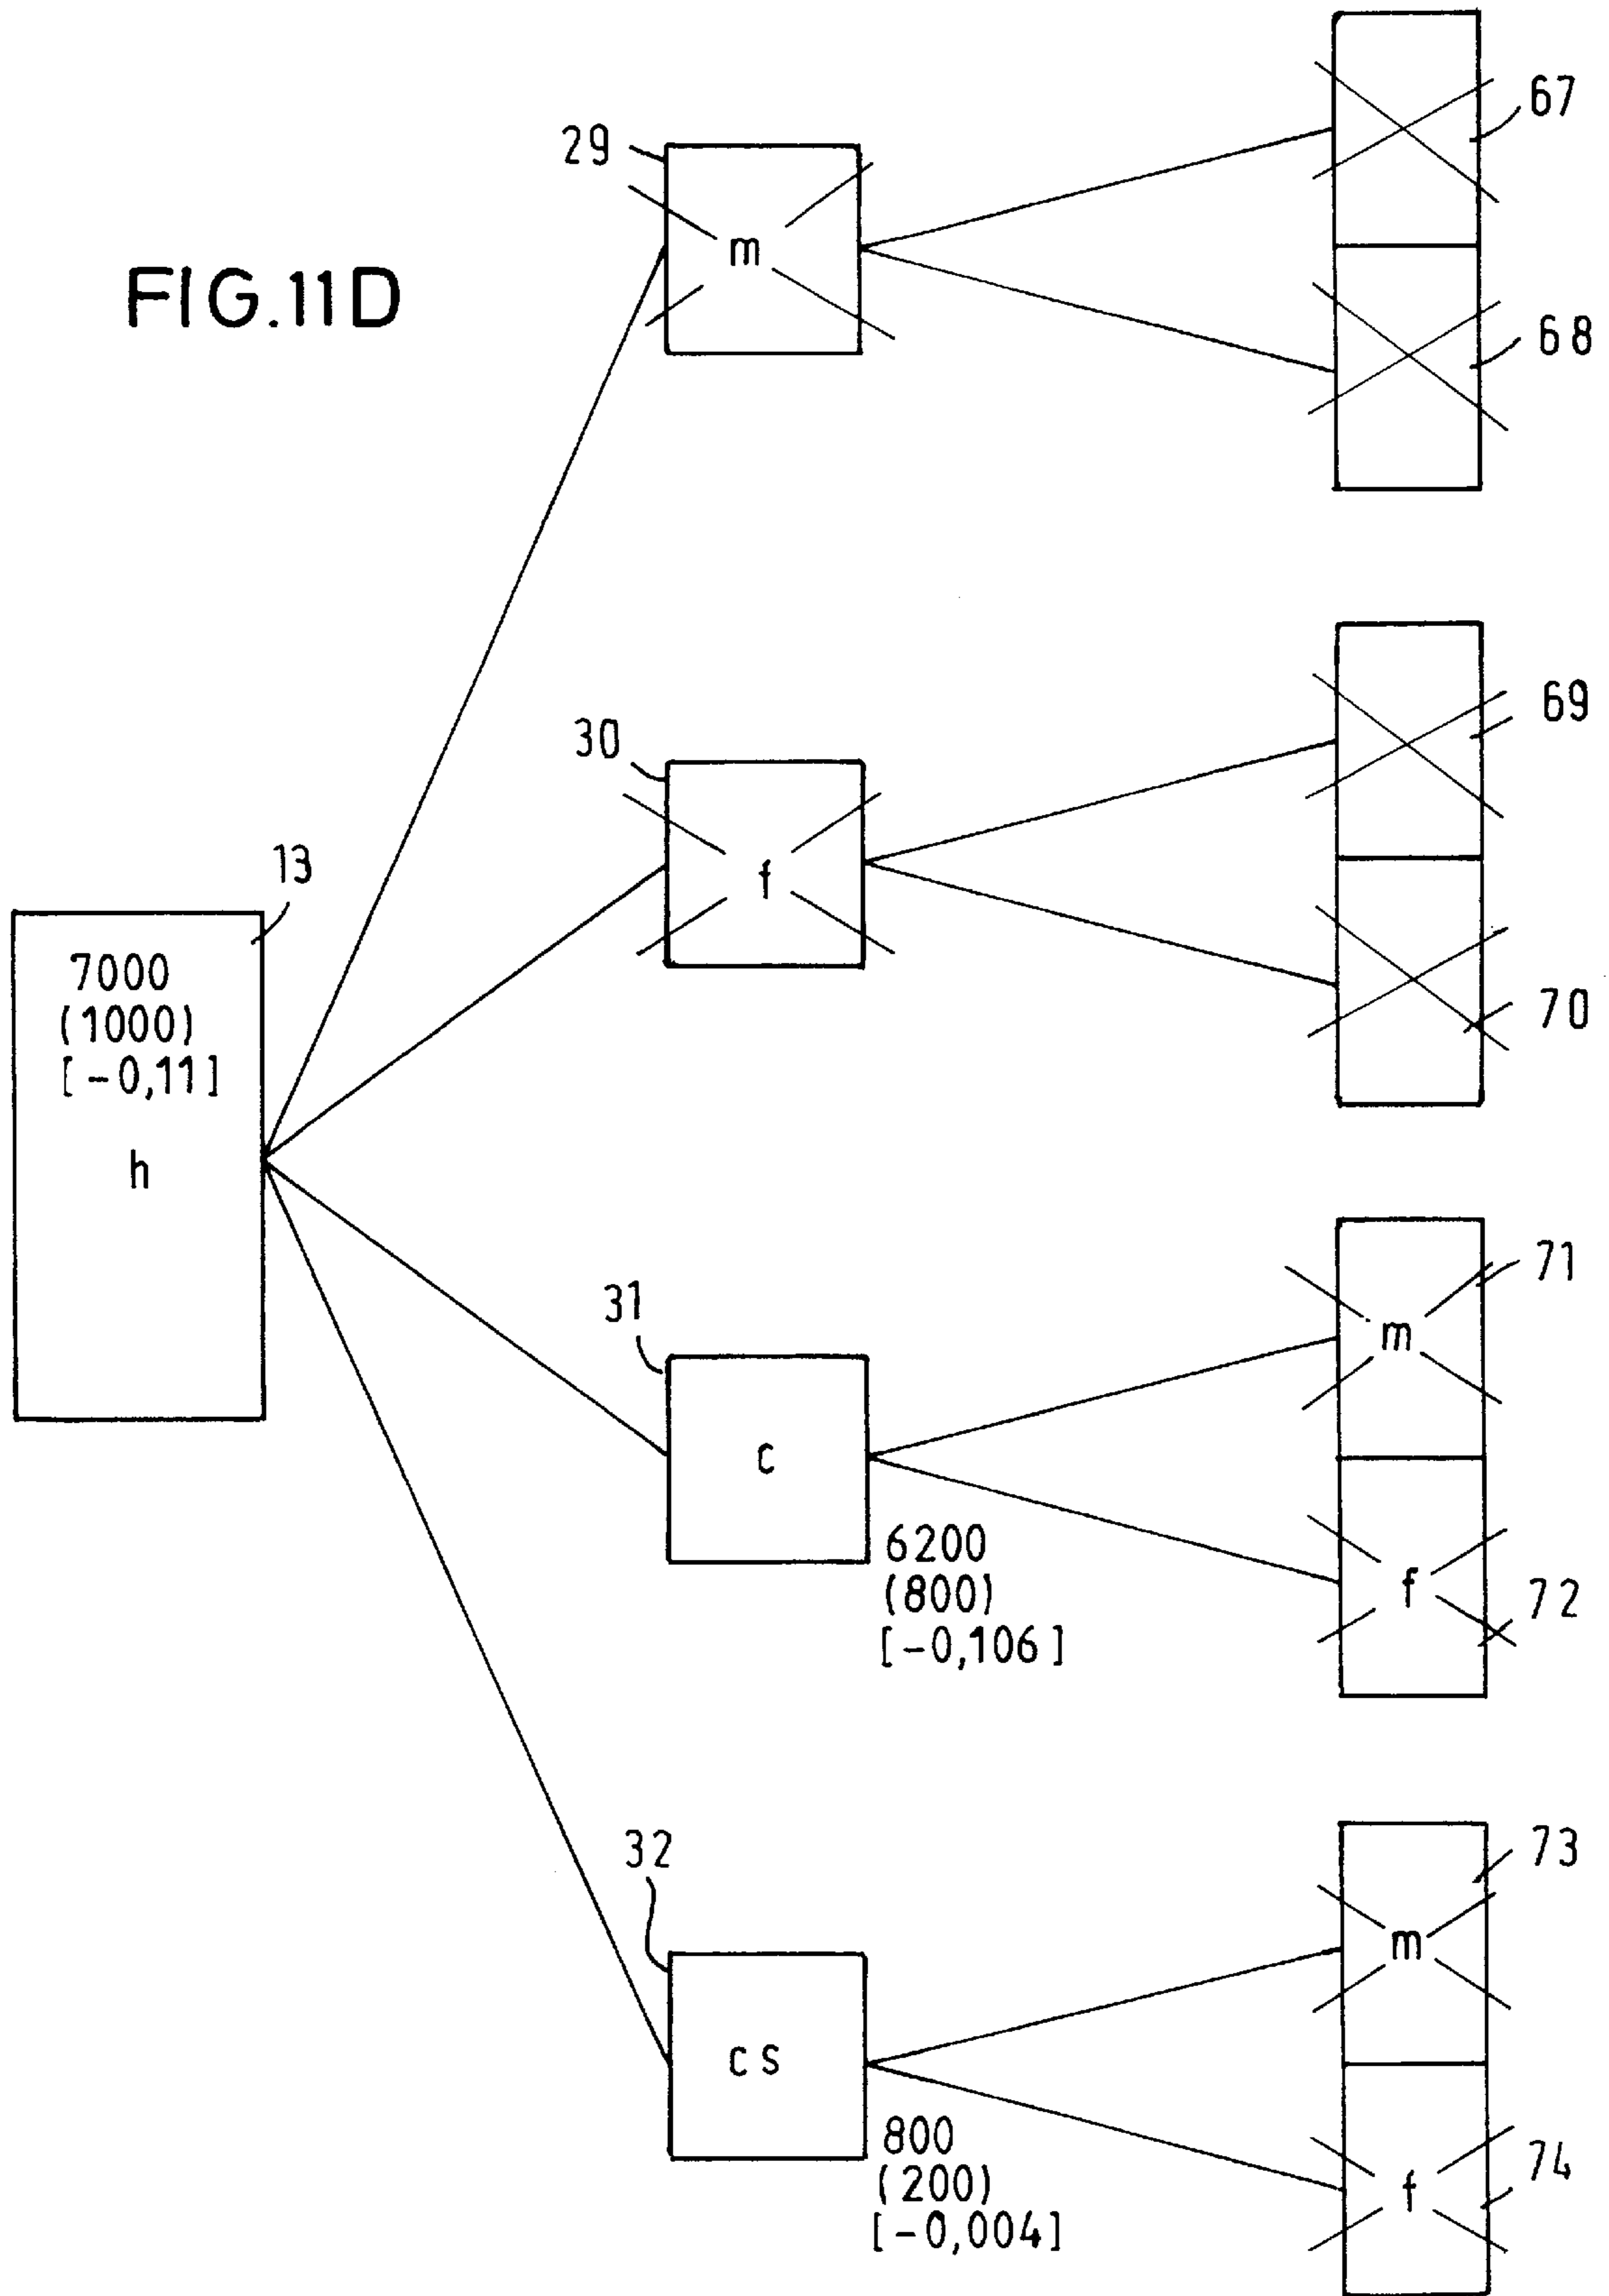 FIG.11D
29
m
67
68
30
f
69
70
13
7000
(1000)
[-0,11]
h
31
c
6200
(800)
[-0,106]
71
m
f
72
32
cs
800
(200)
[-0,004]
73
m
f
74